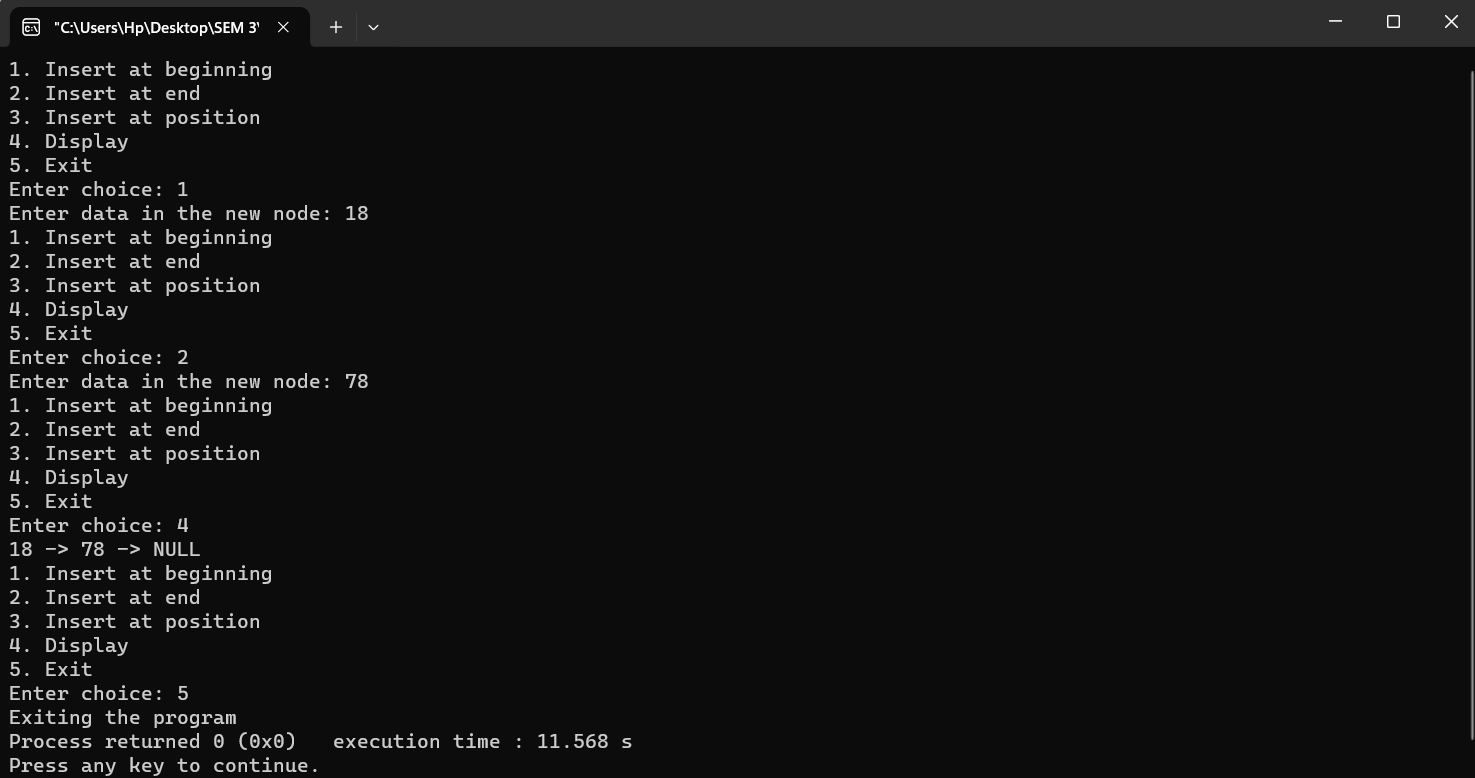 "C:\Users\Hp\Desktop\SEM 3\
1. Insert at beginning
2. Insert at end
3. Insert at position
4. Display
5. Exit
Enter choice: 1
Enter data in the new node: 18
1. Insert at beginning
2. Insert at end
3. Insert at position
4. Display
5. Exit
Enter choice: 2
Enter data in the new node: 78
1. Insert at beginning
2. Insert at end
3. Insert at position
4. Display
5. Exit
Enter choice: 4
18 -> 78 -> NULL
1. Insert at beginning
2. Insert at end
3. Insert at position
4. Display
5. Exit
Enter choice: 5
Exiting the program
Process returned 0 (0x0)   execution time : 11.568 s
Press any key to continue.